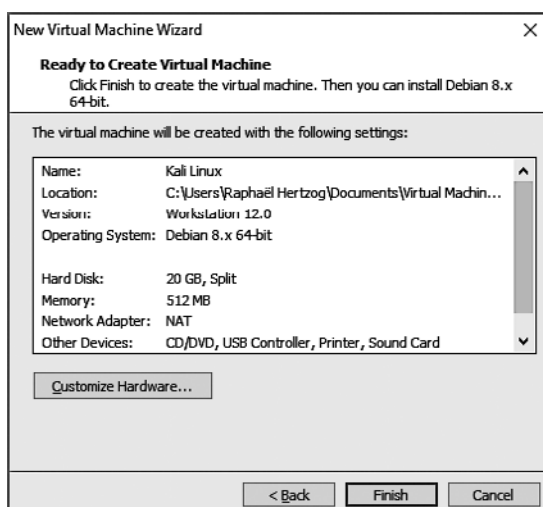 New Virtual Machine Wizard
Ready to Create Virtual Machine
Click Finish to create the virtual machine. Then you can install Debian 8.x
64-bit.
The virtual machine will be created with the following settings:
Name: Kali Linux
Location: C:\Users\Raphaël Hertzog\Documents\Virtual Machin...
Version: Workstation 12.0
Operating System: Debian 8.x 64-bit
Hard Disk: 20 GB, Split
Memory: 512 MB
Network Adapter: NAT
Other Devices: CD/DVD, USB Controller, Printer, Sound Card
Customize Hardware...
< Back Finish Cancel